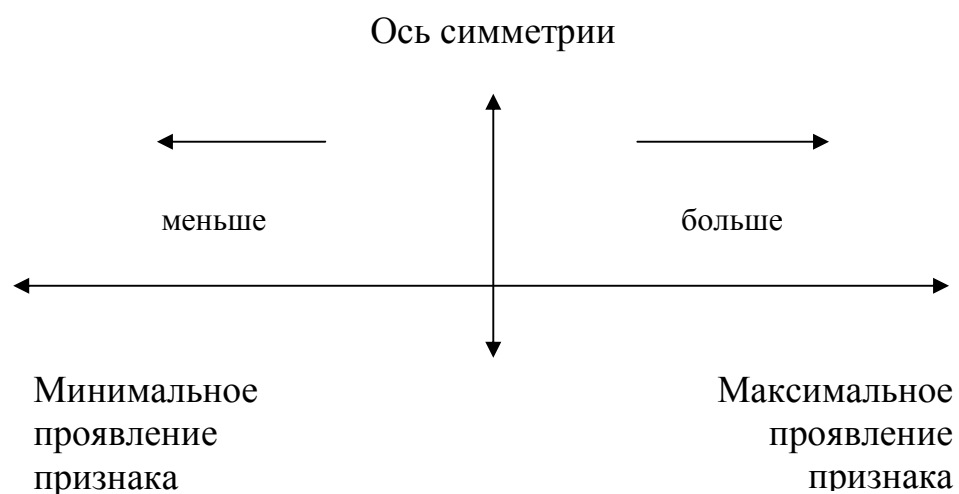 Ось симметрии
меньше
больше
Минимальное
проявление
признака
Максимальное
проявление
признака